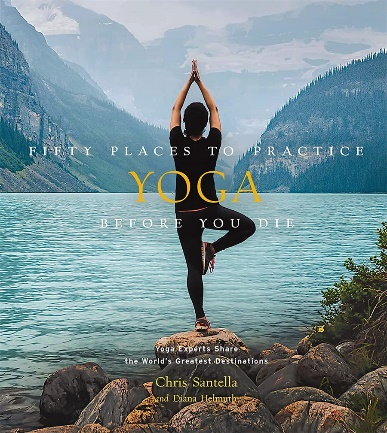 FIFTY PLACES TO PRACTICE
YOGA
BEFORE YOU DIE
Yoga Experts Share
the World's Greatest Destinations
Chris Santella
and Diana Helmuth